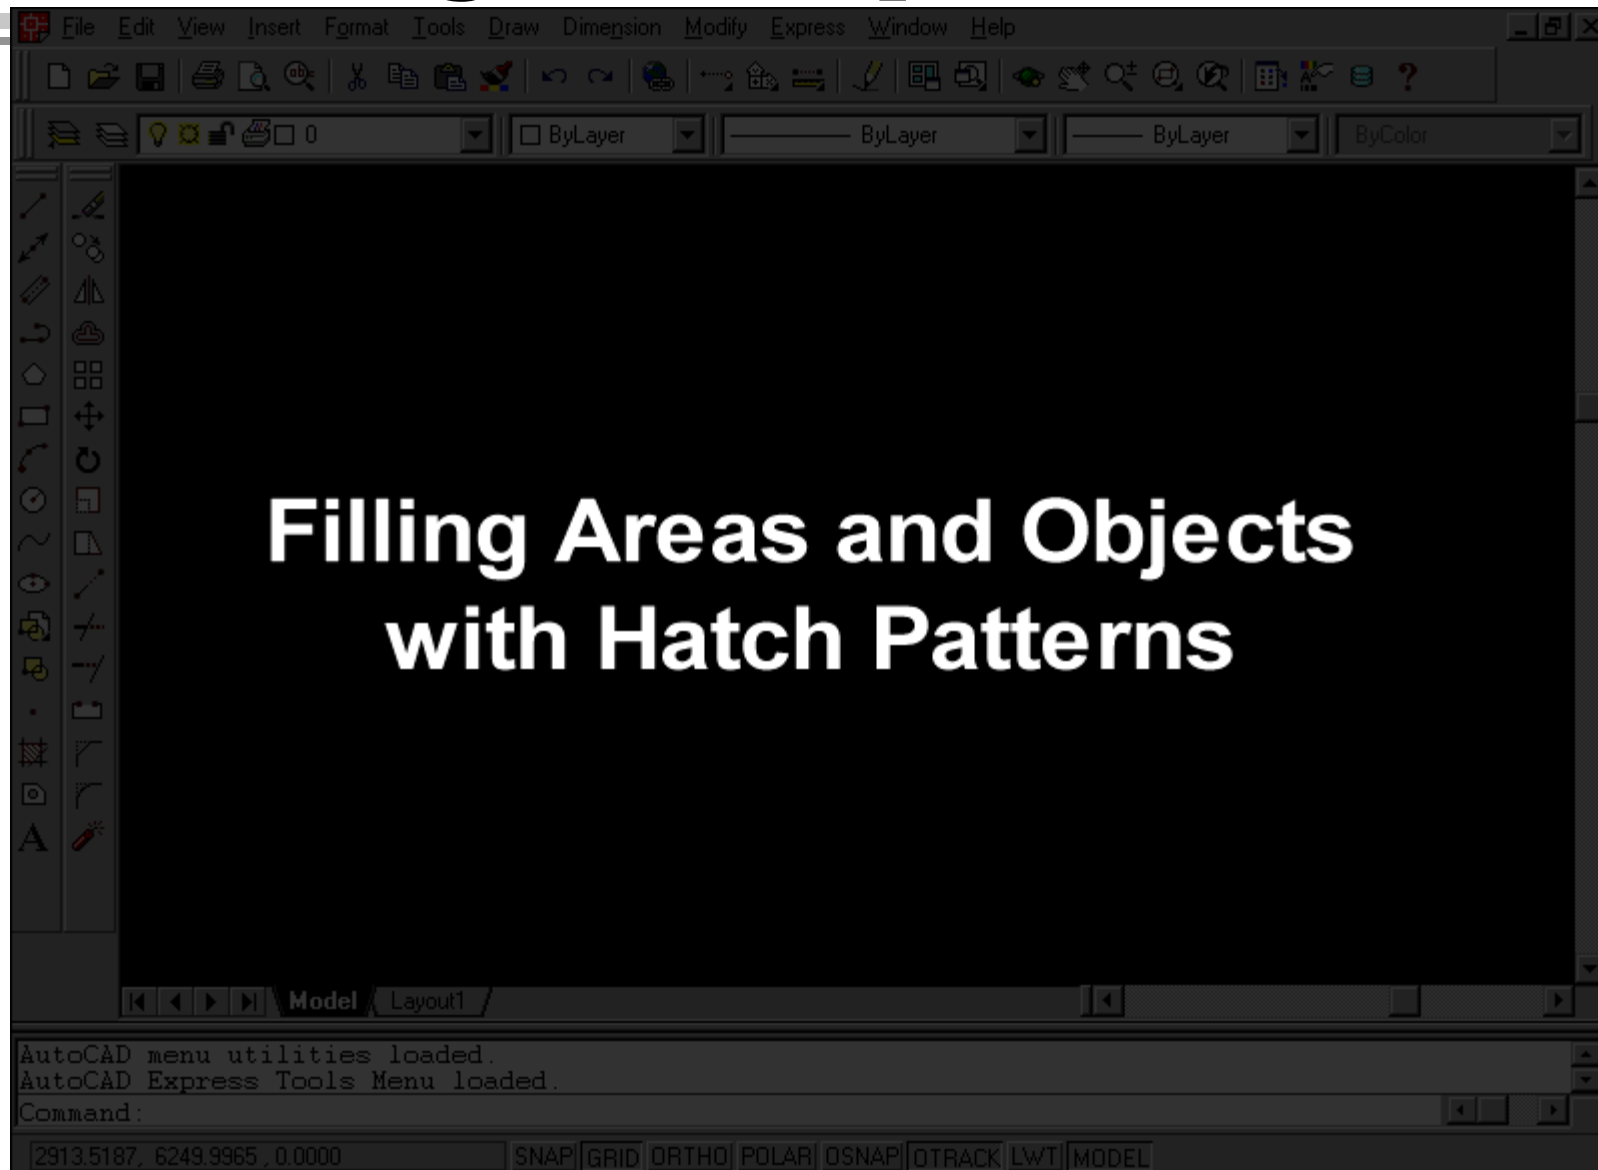 File Edit View Insert Format Tools Draw Dimension Modify Express Window Help
0 ByLayer ByLayer ByLayer ByColor
Filling Areas and Objects
with Hatch Patterns
A
Model Layout1
AutoCAD menu utilities loaded.
AutoCAD Express Tools Menu loaded.
Command:
2913.5187, 6249.9965 , 0.0000 SNAP GRID ORTHO POLAR OSNAP OTRACK LWT MODEL